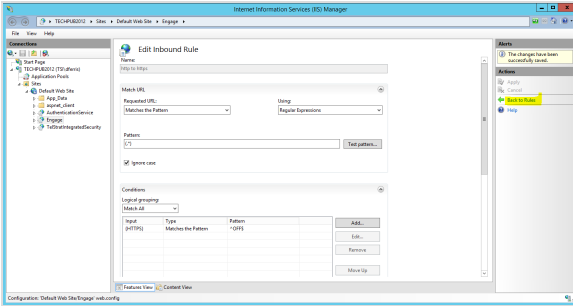 Internet Information Services (IIS) Manager
TECHPUB2012 ▸ Sites ▸ Default Web Site ▸ Engage ▸
File View Help
Connections
Start Page
TECHPUB2012 (TSI\dferris)
Application Pools
Sites
Default Web Site
App_Data
aspnet_client
AuthenticationService
Engage
TelStratIntegratedSecurity
Edit Inbound Rule
Name:
http to https
Match URL
Requested URL:
Using:
Matches the Pattern
Regular Expressions
Pattern:
(.*)
Test pattern...
Ignore case
Conditions
Logical grouping:
Match All
Input Type Pattern
{HTTPS} Matches the Pattern ^OFF$
Add...
Edit...
Remove
Move Up
Features View Content View
Alerts
The changes have been
successfully saved.
Actions
Apply
Cancel
Back to Rules
Help
Configuration: 'Default Web Site/Engage' web.config